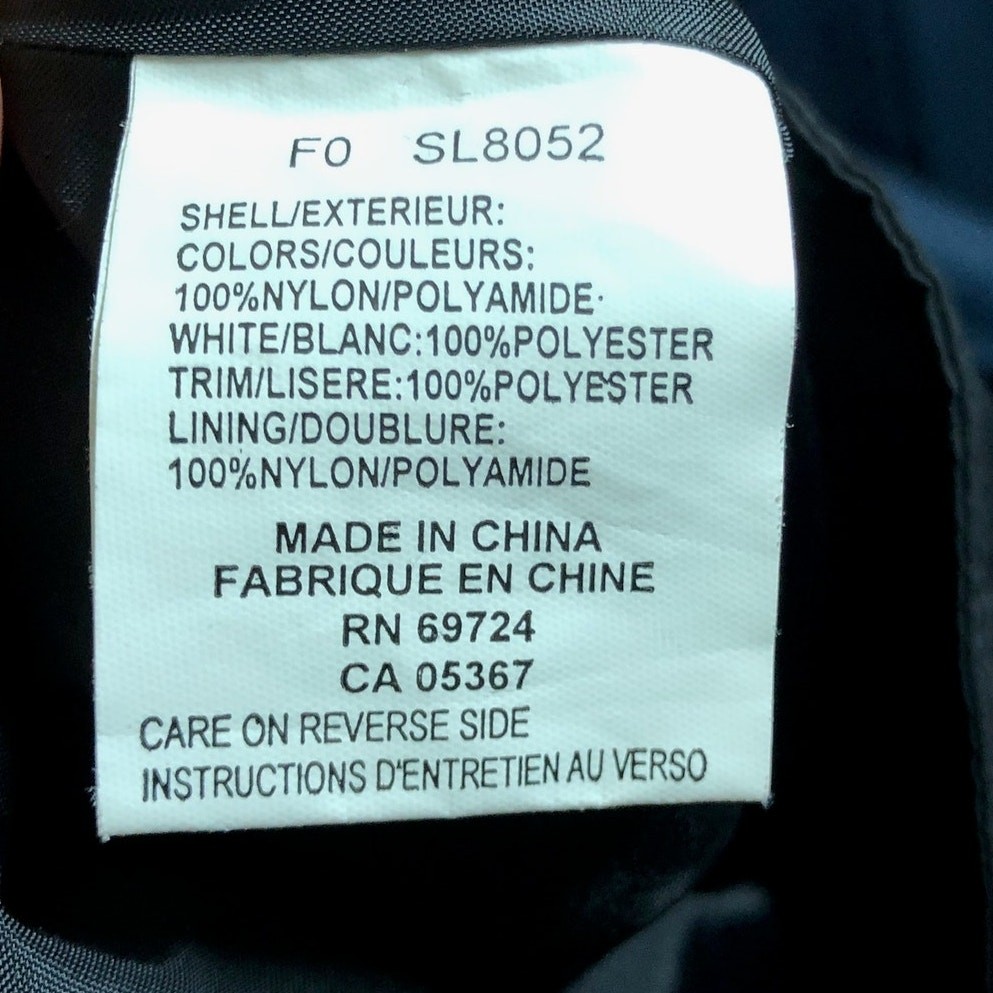 FO SL8052
SHELL/EXTERIEUR:
COLORS/COULEURS:
100%NYLON/POLYAMIDE·
WHITE/BLANC:100%POLYESTER
TRIM/LISERE:100%POLYESTER
LINING/DOUBLURE:
100%NYLON/POLYAMIDE
MADE IN CHINA
FABRIQUE EN CHINE
RN 69724
CA 05367
CARE ON REVERSE SIDE
INSTRUCTIONS D'ENTRETIEN AU VERSO